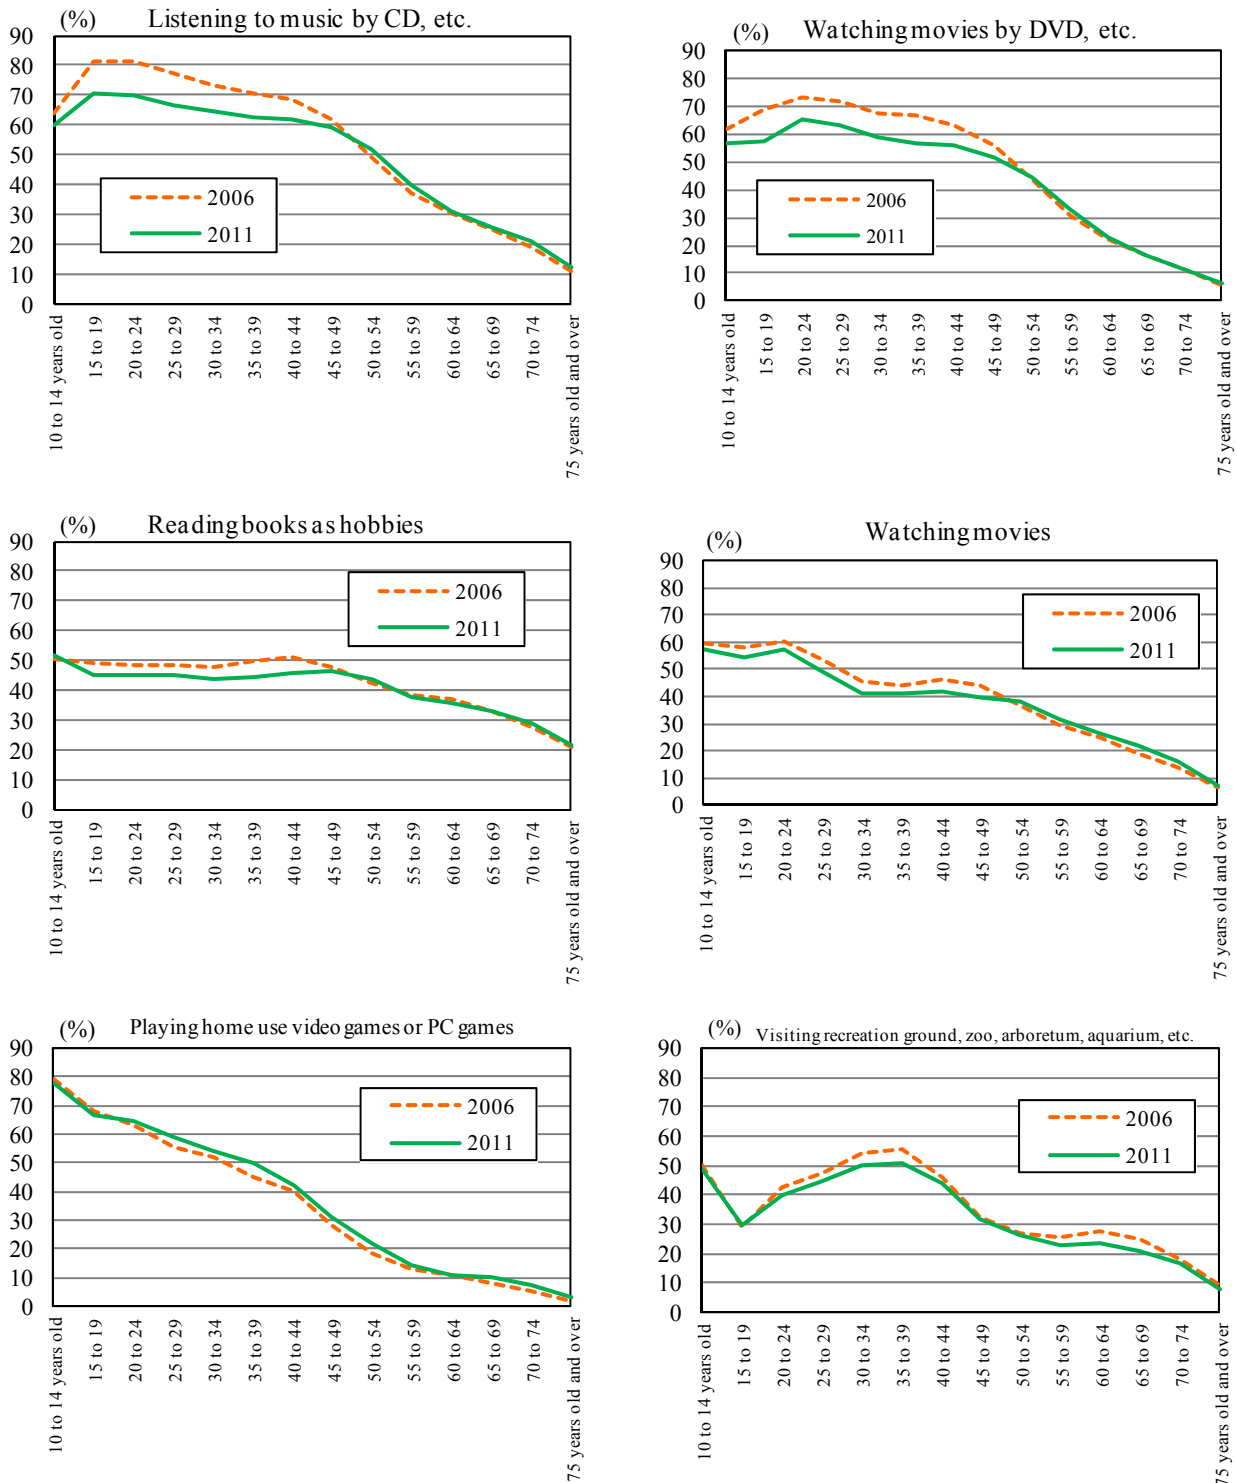 (%) Listening to music by CD, etc.
90
80
70
60
50
40
30
20
10
0
2006
2011
10 to 14 years old
15 to 19
20 to 24
25 to 29
30 to 34
35 to 39
40 to 44
45 to 49
50 to 54
55 to 59
60 to 64
65 to 69
70 to 74
75 years old and over
(%) Watching movies by DVD, etc.
90
80
70
60
50
40
30
20
10
0
2006
2011
10 to 14 years old
15 to 19
20 to 24
25 to 29
30 to 34
35 to 39
40 to 44
45 to 49
50 to 54
55 to 59
60 to 64
65 to 69
70 to 74
75 years old and over
(%) Reading books as hobbies
90
80
70
60
50
40
30
20
10
0
2006
2011
10 to 14 years old
15 to 19
20 to 24
25 to 29
30 to 34
35 to 39
40 to 44
45 to 49
50 to 54
55 to 59
60 to 64
65 to 69
70 to 74
75 years old and over
(%) Watching movies
90
80
70
60
50
40
30
20
10
0
2006
2011
10 to 14 years old
15 to 19
20 to 24
25 to 29
30 to 34
35 to 39
40 to 44
45 to 49
50 to 54
55 to 59
60 to 64
65 to 69
70 to 74
75 years old and over
(%) Playing home use video games or PC games
90
80
70
60
50
40
30
20
10
0
2006
2011
10 to 14 years old
15 to 19
20 to 24
25 to 29
30 to 34
35 to 39
40 to 44
45 to 49
50 to 54
55 to 59
60 to 64
65 to 69
70 to 74
75 years old and over
(%) Visiting recreation ground, zoo, arboretum, aquarium, etc.
90
80
70
60
50
40
30
20
10
0
2006
2011
10 to 14 years old
15 to 19
20 to 24
25 to 29
30 to 34
35 to 39
40 to 44
45 to 49
50 to 54
55 to 59
60 to 64
65 to 69
70 to 74
75 years old and over